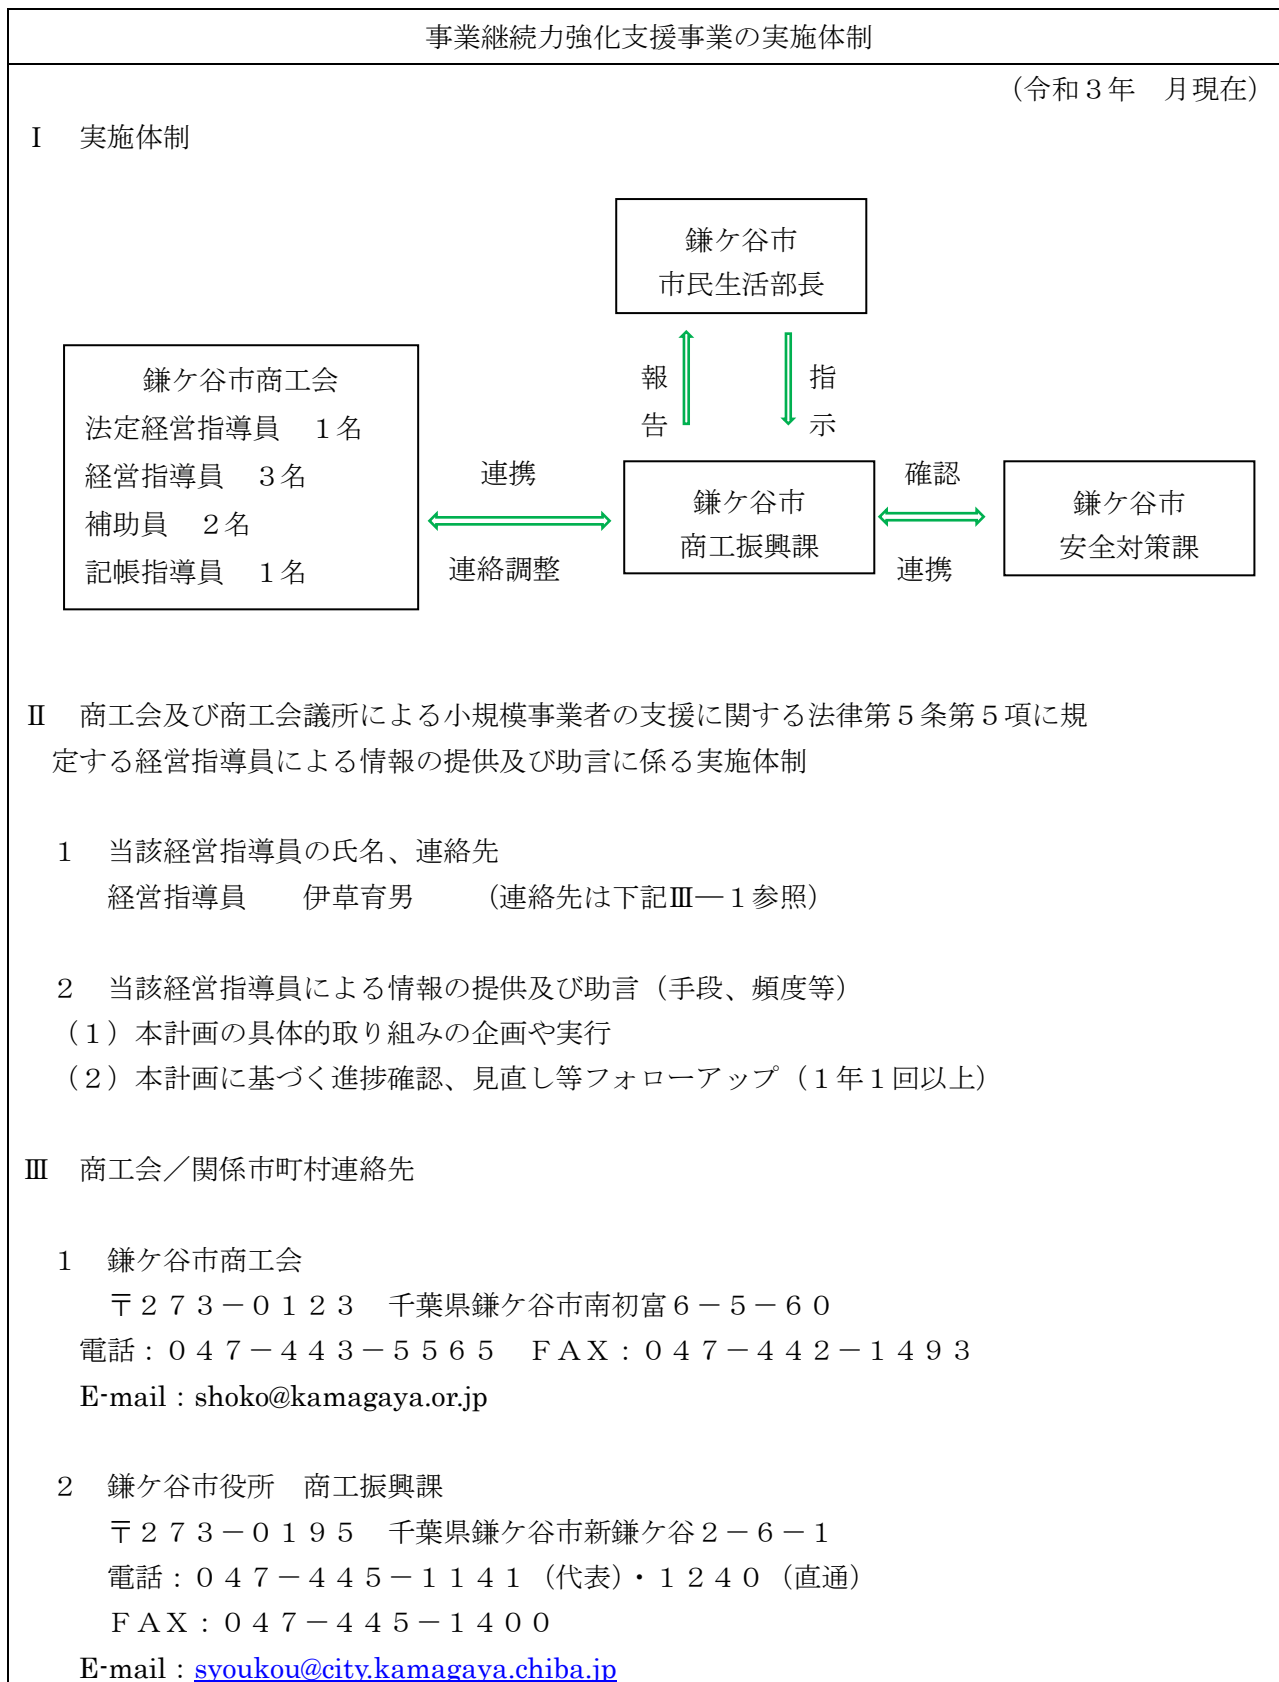 事業継続力強化支援事業の実施体制
（令和３年　月現在）
Ⅰ　実施体制
鎌ケ谷市
市民生活部長
報告
指示
鎌ケ谷市商工会
法定経営指導員　１名
経営指導員　３名
補助員　２名
記帳指導員　１名
連携
連絡調整
鎌ケ谷市
商工振興課
確認
連携
鎌ケ谷市
安全対策課
Ⅱ　商工会及び商工会議所による小規模事業者の支援に関する法律第５条第５項に規
定する経営指導員による情報の提供及び助言に係る実施体制
１　当該経営指導員の氏名、連絡先
経営指導員　　伊草育男　　（連絡先は下記Ⅲ―１参照）
２　当該経営指導員による情報の提供及び助言（手段、頻度等）
（１）本計画の具体的取り組みの企画や実行
（２）本計画に基づく進捗確認、見直し等フォローアップ（１年１回以上）
Ⅲ　商工会／関係市町村連絡先
１　鎌ケ谷市商工会
〒２７３－０１２３　千葉県鎌ケ谷市南初富６－５－６０
電話：０４７－４４３－５５６５　ＦＡＸ：０４７－４４２－１４９３
E-mail：shoko@kamagaya.or.jp
２　鎌ケ谷市役所　商工振興課
〒２７３－０１９５　千葉県鎌ケ谷市新鎌ケ谷２－６－１
電話：０４７－４４５－１１４１（代表）・１２４０（直通）
ＦＡＸ：０４７－４４５－１４００
E-mail：syoukou@city.kamagaya.chiba.jp